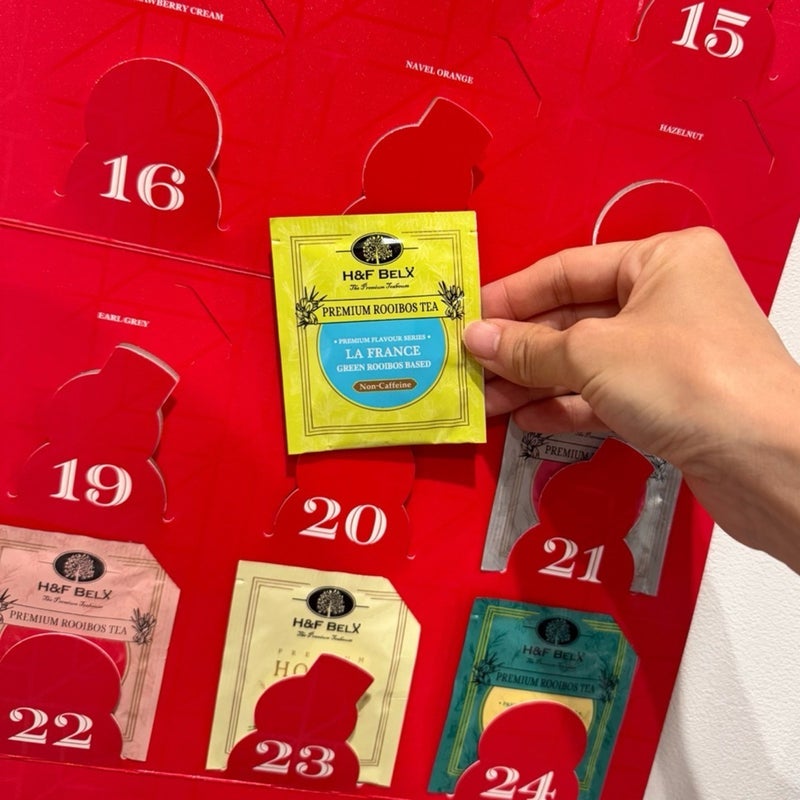 BERRY CREAM
NAVEL ORANGE
15
HAZELNUT
16
H&F BELX
The Premium Teahouse
PREMIUM ROOIBOS TEA
• PREMIUM FLAVOUR SERIES •
LA FRANCE
GREEN ROOIBOS BASED
Non-Caffeine
EARL GREY
19
20
PREMIUM
21
H&F BELX
The Premium Teahouse
PREMIUM ROOIBOS TEA
22
H&F BELX
The Premium Teahouse
HO
23
H&F BELX
The Premium Teahouse
PREMIUM ROOIBOS TEA
24